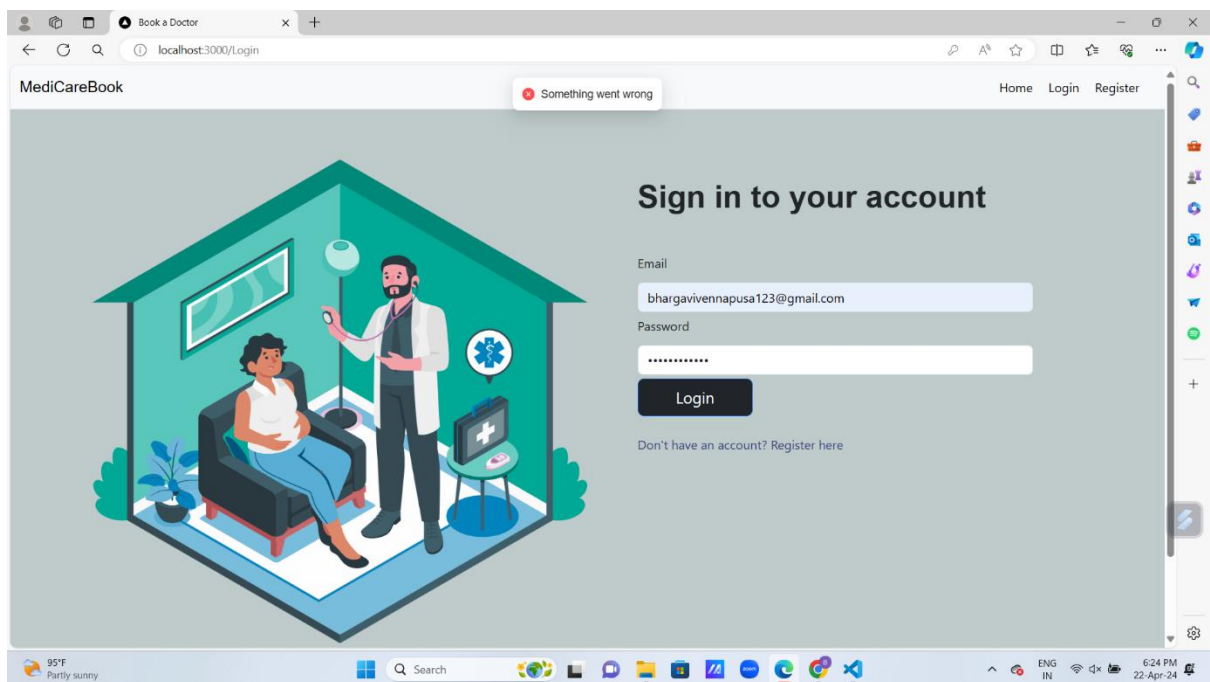 Book a Doctor
localhost:3000/Login
MediCareBook
Something went wrong
Home Login Register
Sign in to your account
Email
bhargavivennapusa123@gmail.com
Password
Login
Don't have an account? Register here
95°F
Partly sunny
Search
ENG
IN
6:24 PM
22-Apr-24